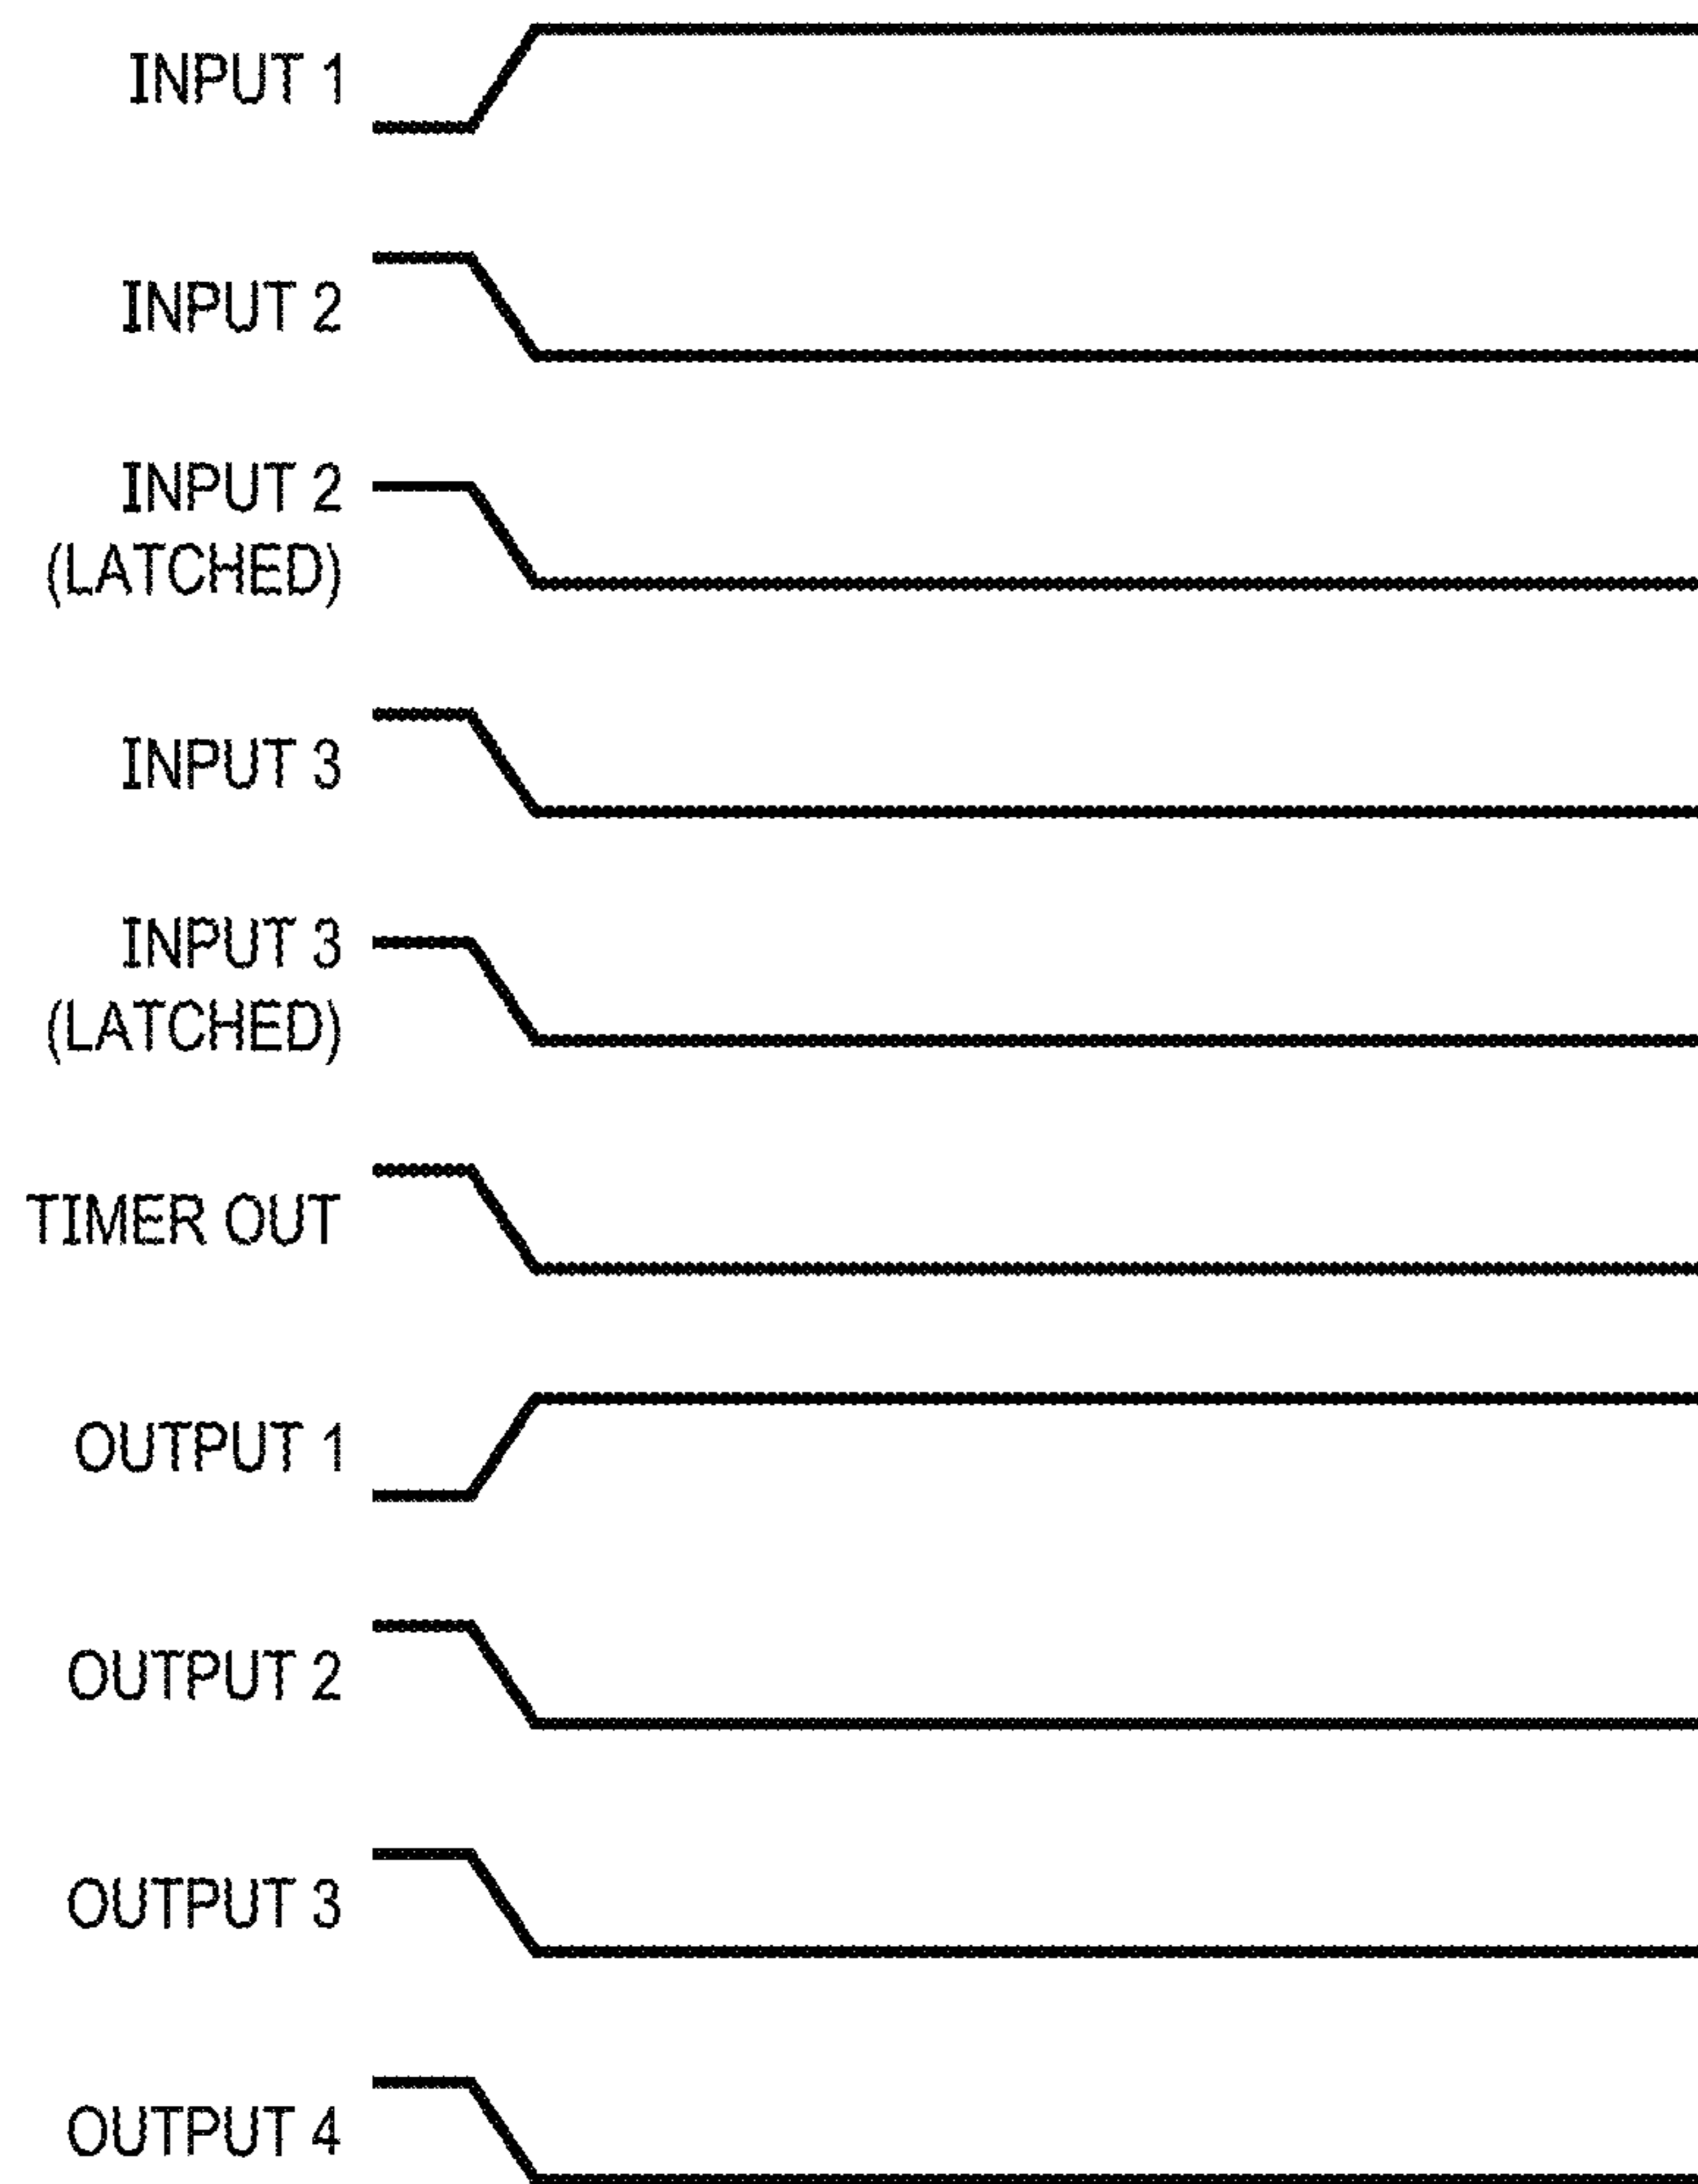 INPUT 1
INPUT 2
INPUT 2
(LATCHED)
INPUT 3
INPUT 3
(LATCHED)
TIMER OUT
OUTPUT 1
OUTPUT 2
OUTPUT 3
OUTPUT 4